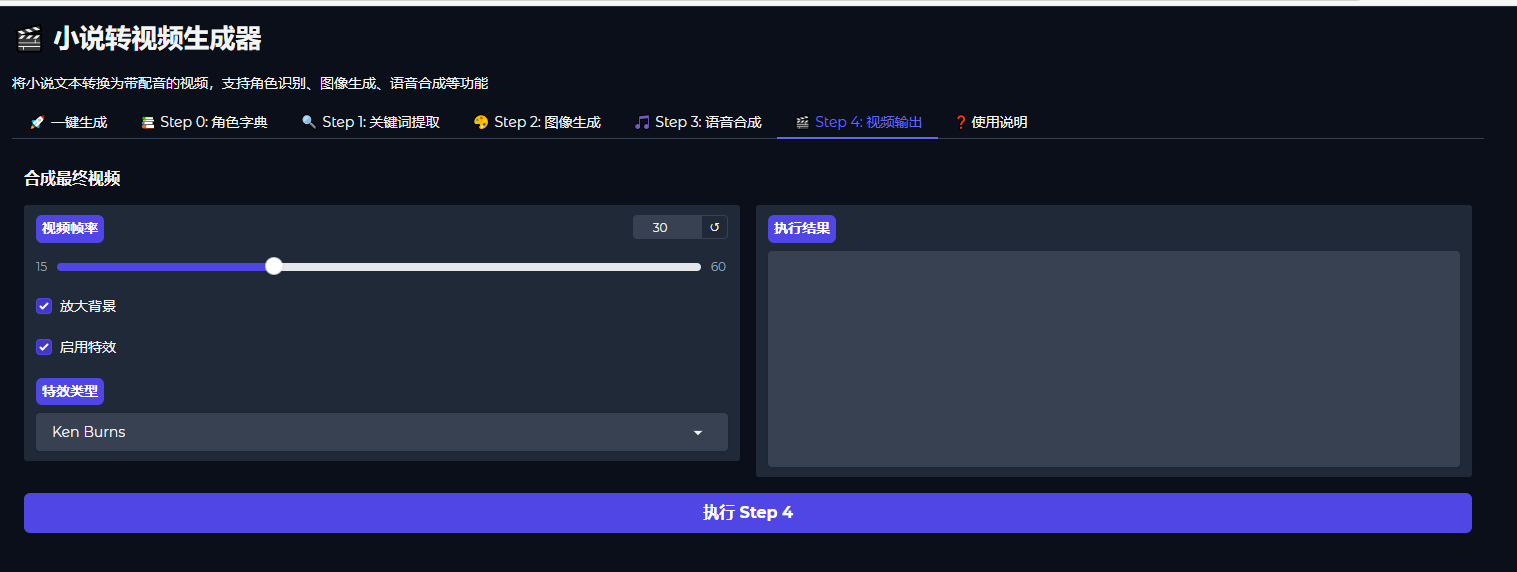 🎬 小说转视频生成器
将小说文本转换为带配音的视频，支持角色识别、图像生成、语音合成等功能
🚀 一键生成 📚 Step 0: 角色字典 🔍 Step 1: 关键词提取 🎨 Step 2: 图像生成 🎵 Step 3: 语音合成 🎬 Step 4: 视频输出 ❓ 使用说明
合成最终视频
视频帧率 30 ↺
15 60
放大背景
启用特效
特效类型
Ken Burns
执行结果
执行 Step 4